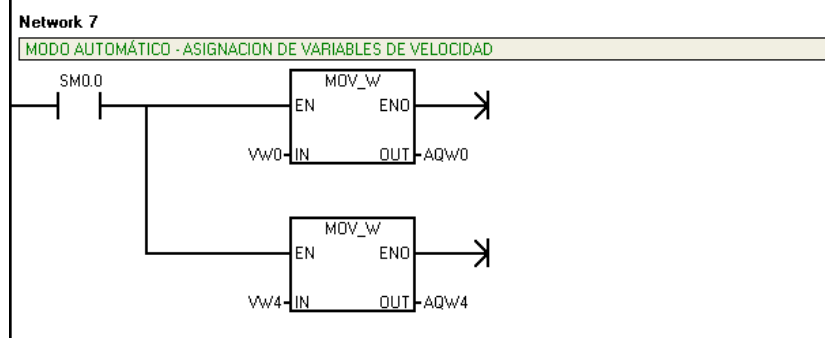 Network 7
MODO AUTOMÁTICO - ASIGNACION DE VARIABLES DE VELOCIDAD
SM0.0
MOV_W
EN ENO
VW0 IN OUT AQW0
MOV_W
EN ENO
VW4 IN OUT AQW4